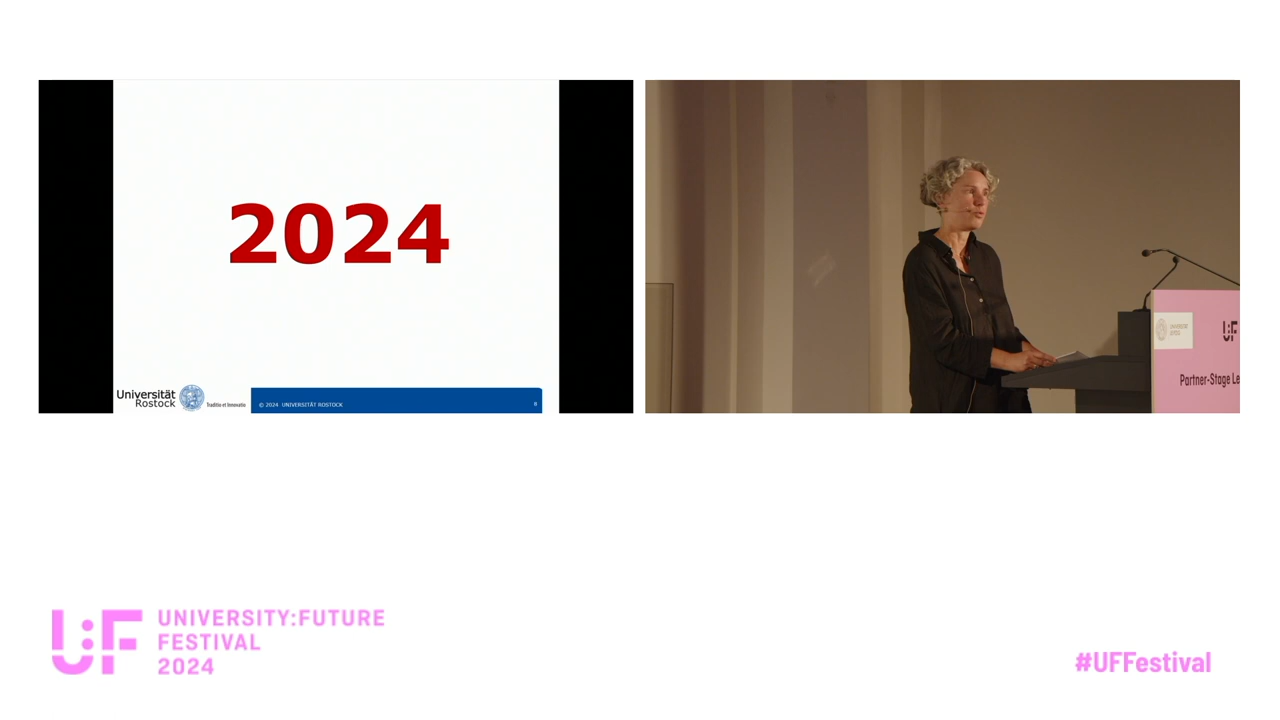 2024
Universität
Rostock
Traditio et Innovatio
© 2024 UNIVERSITÄT ROSTOCK
UF
Partner-Stage Le
U:F
UNIVERSITY:FUTURE
FESTIVAL
2024
#UFFestival